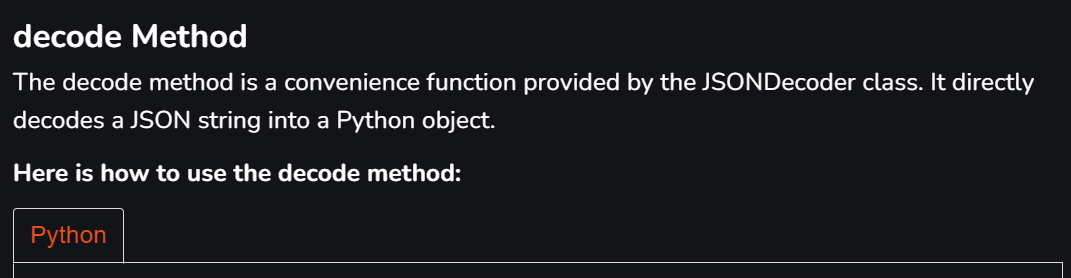 decode Method
The decode method is a convenience function provided by the JSONDecoder class. It directly
decodes a JSON string into a Python object.
Here is how to use the decode method:
Python